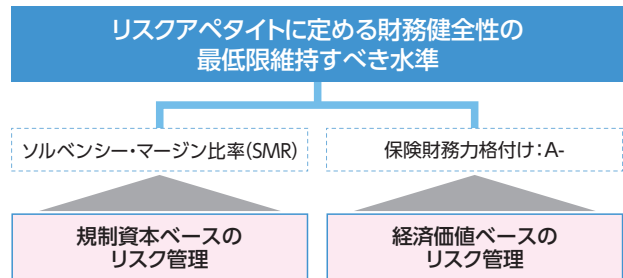 リスクアペタイトに定める財務健全性の
最低限維持すべき水準
ソルベンシー・マージン比率(SMR)
保険財務力格付け:A-
規制資本ベースの
リスク管理
経済価値ベースの
リスク管理